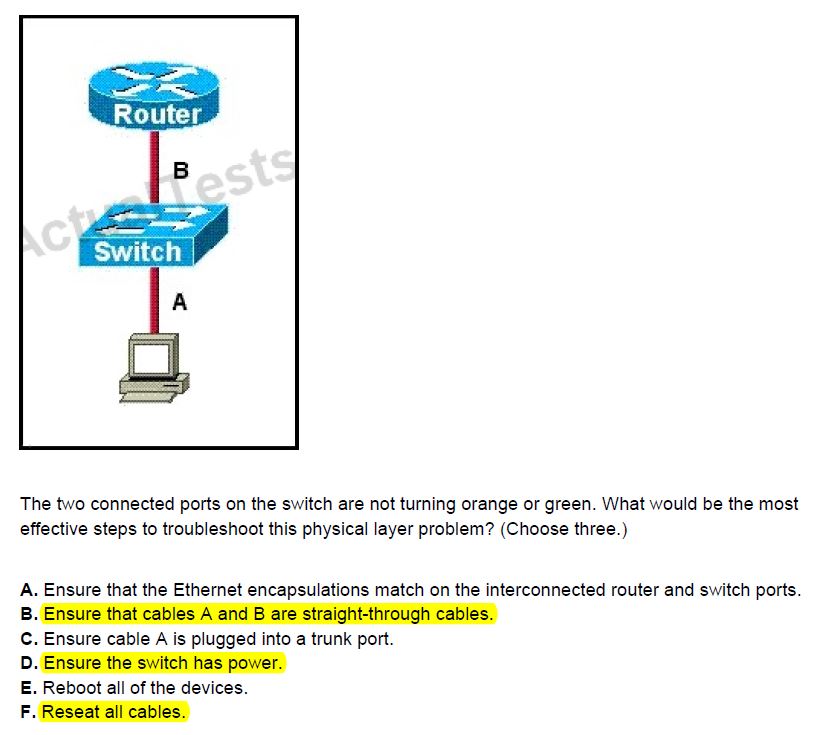 Router
B
ActualTests
Switch
A
The two connected ports on the switch are not turning orange or green. What would be the most
effective steps to troubleshoot this physical layer problem? (Choose three.)
A. Ensure that the Ethernet encapsulations match on the interconnected router and switch ports.
B. Ensure that cables A and B are straight-through cables.
C. Ensure cable A is plugged into a trunk port.
D. Ensure the switch has power.
E. Reboot all of the devices.
F. Reseat all cables.